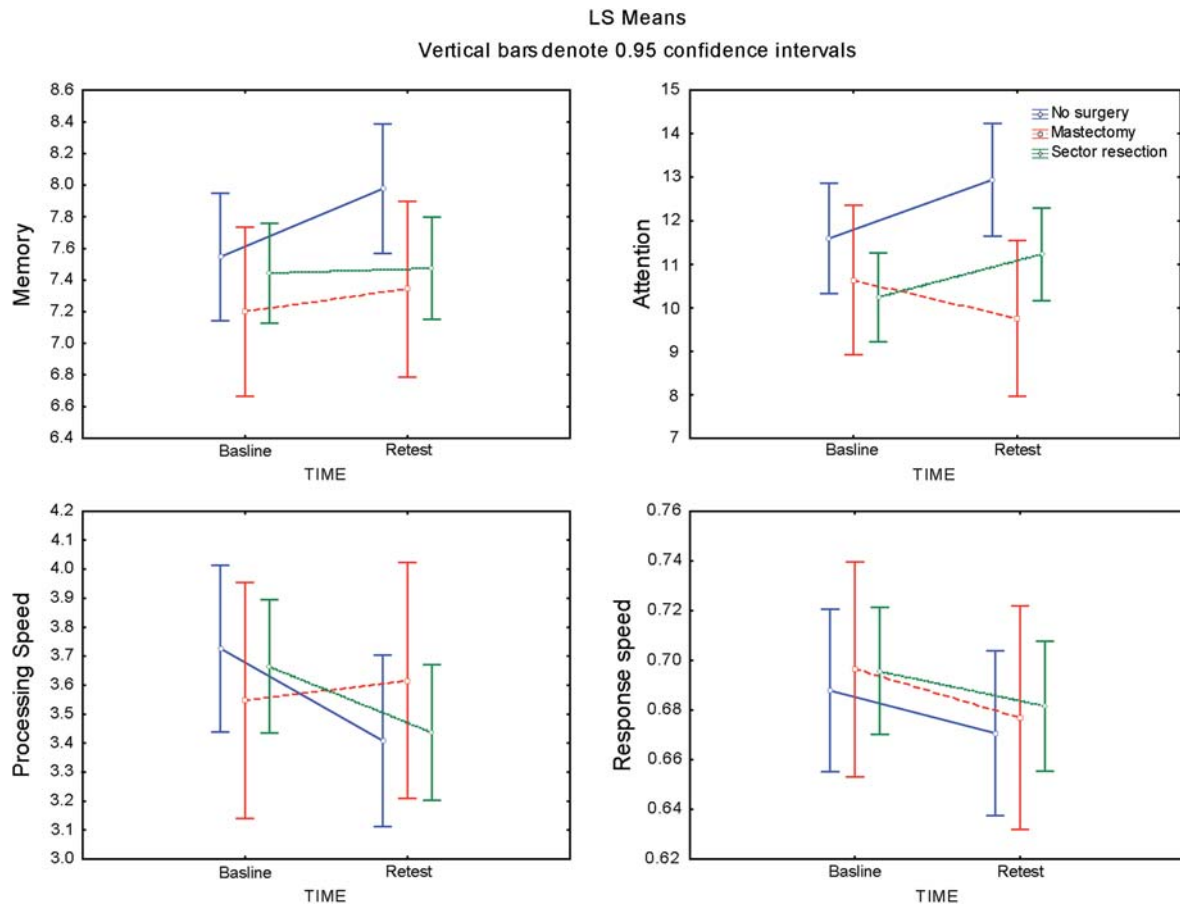 LS Means
Vertical bars denote 0.95 confidence intervals
Memory
8.6
8.4
8.2
8.0
7.8
7.6
7.4
7.2
7.0
6.8
6.6
6.4
Basline
Retest
TIME
Attention
15
14
13
12
11
10
9
8
7
No surgery
Mastectomy
Sector resection
Basline
Retest
TIME
Processing Speed
4.2
4.1
4.0
3.9
3.8
3.7
3.6
3.5
3.4
3.3
3.2
3.1
3.0
Basline
Retest
TIME
Response speed
0.76
0.74
0.72
0.70
0.68
0.66
0.64
0.62
Basline
Retest
TIME